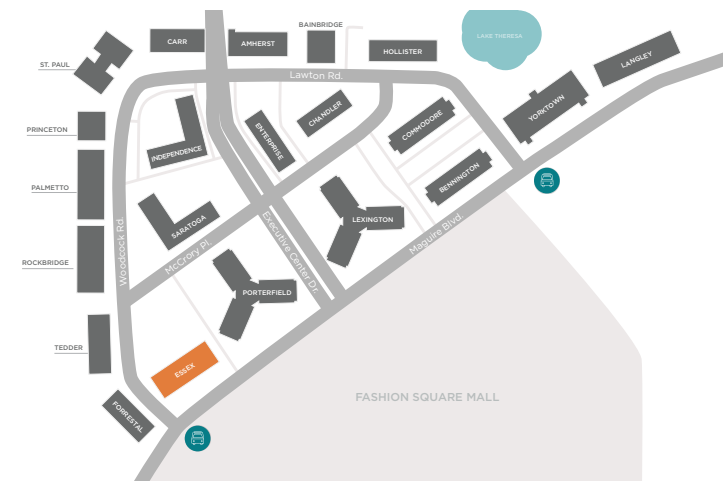 BAINBRIDGE
CARR
AMHERST
HOLLISTER
LAKE THERESA
LANGLEY
ST. PAUL
Lawton Rd.
YORKTOWN
CHANDLER
COMMODORE
PRINCETON
ENTERPRISE
INDEPENDENCE
BENNINGTON
PALMETTO
SARATOGA
LEXINGTON
Maguire Blvd.
Woodcock Rd.
McCrory Pl.
Executive Center Dr.
ROCKBRIDGE
PORTERFIELD
TEDDER
ESSEX
FASHION SQUARE MALL
FORRESTAL